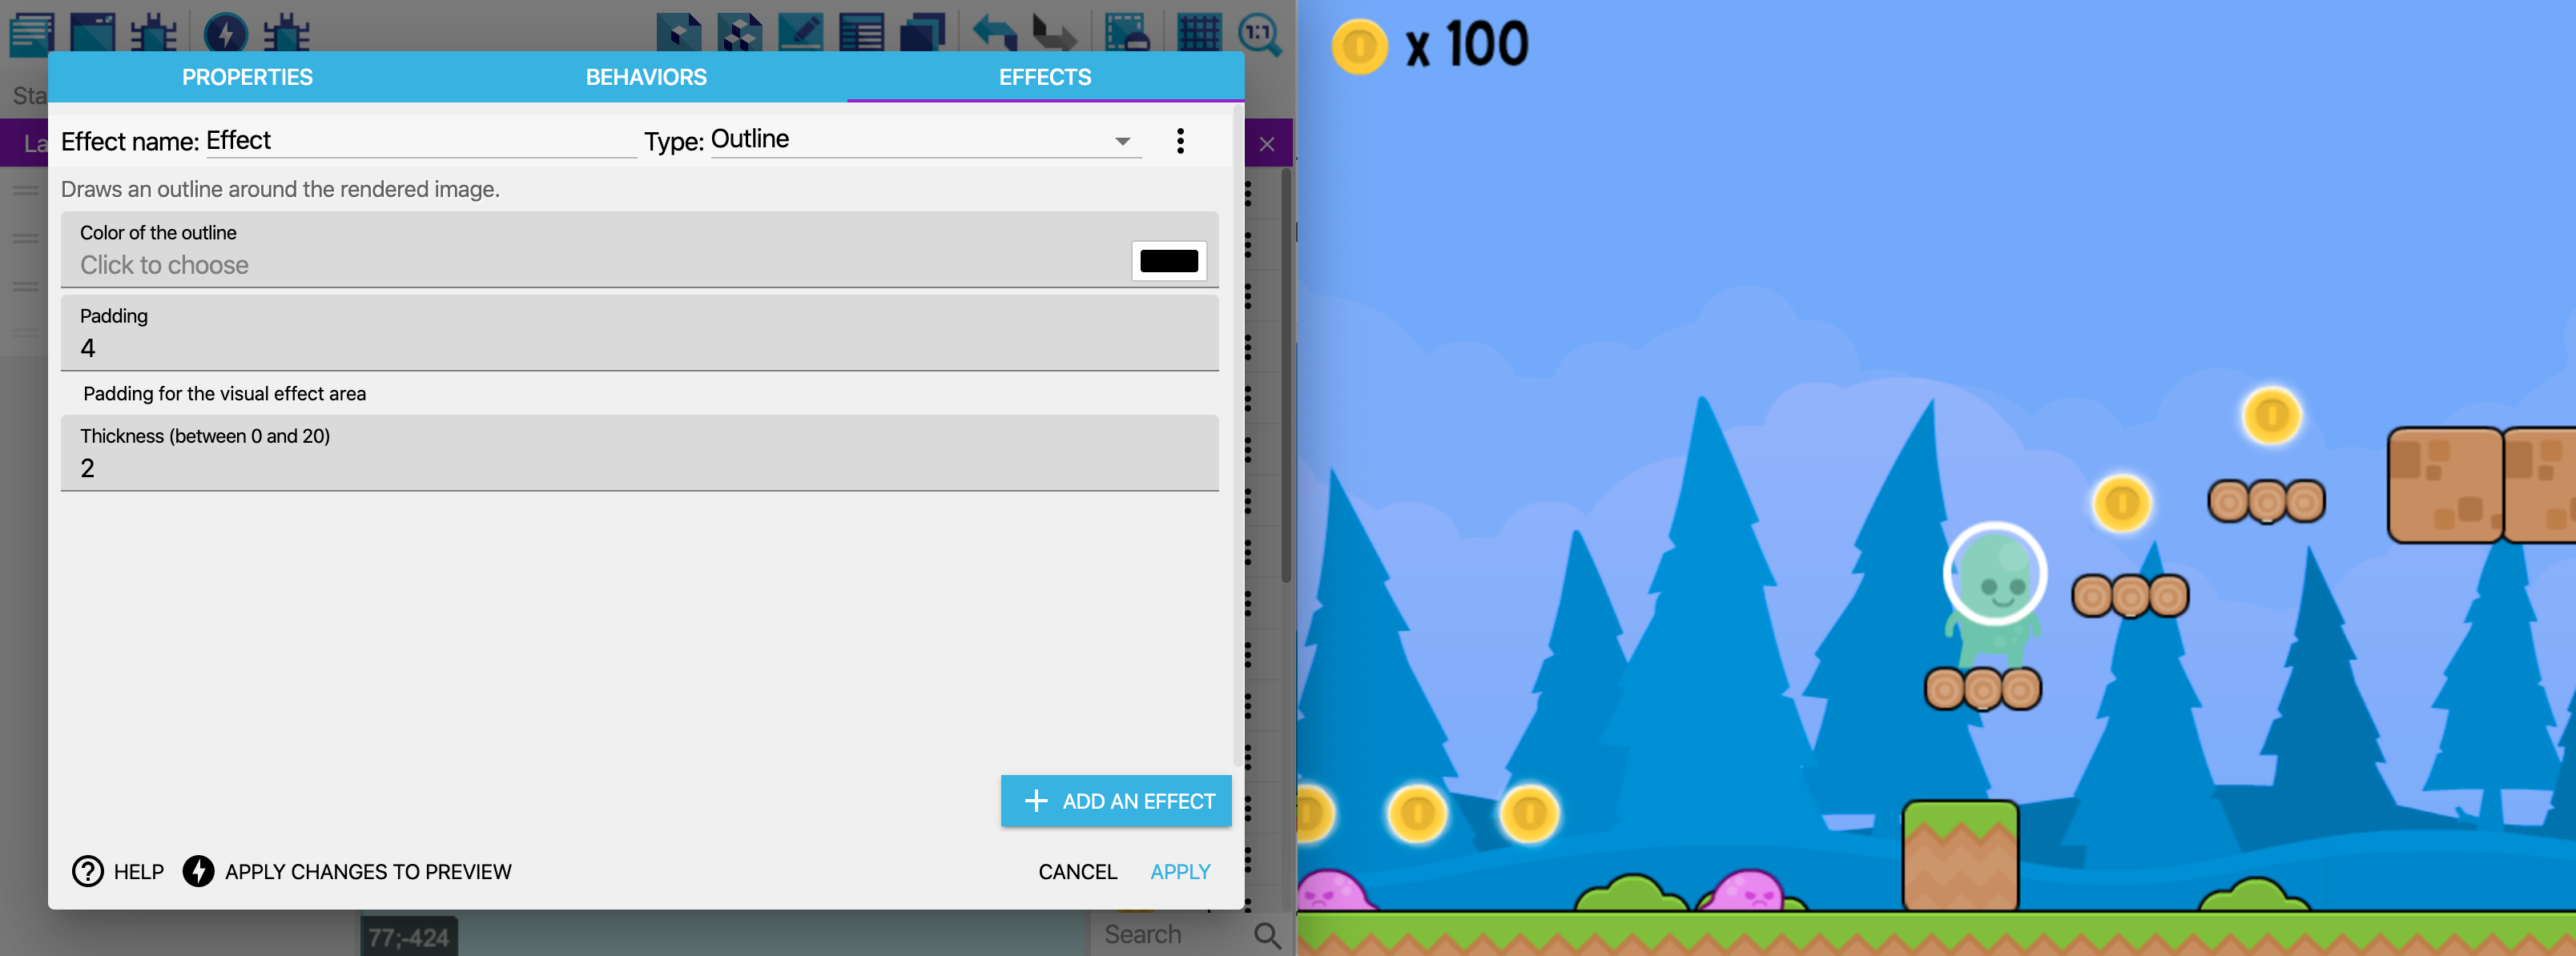 1:1
x 100
PROPERTIES
BEHAVIORS
EFFECTS
Sta
La
Effect name: Effect
Type: Outline
Draws an outline around the rendered image.
Color of the outline
Click to choose
Padding
4
Padding for the visual effect area
Thickness (between 0 and 20)
2
ADD AN EFFECT
HELP
APPLY CHANGES TO PREVIEW
CANCEL
APPLY
77;-424
Search